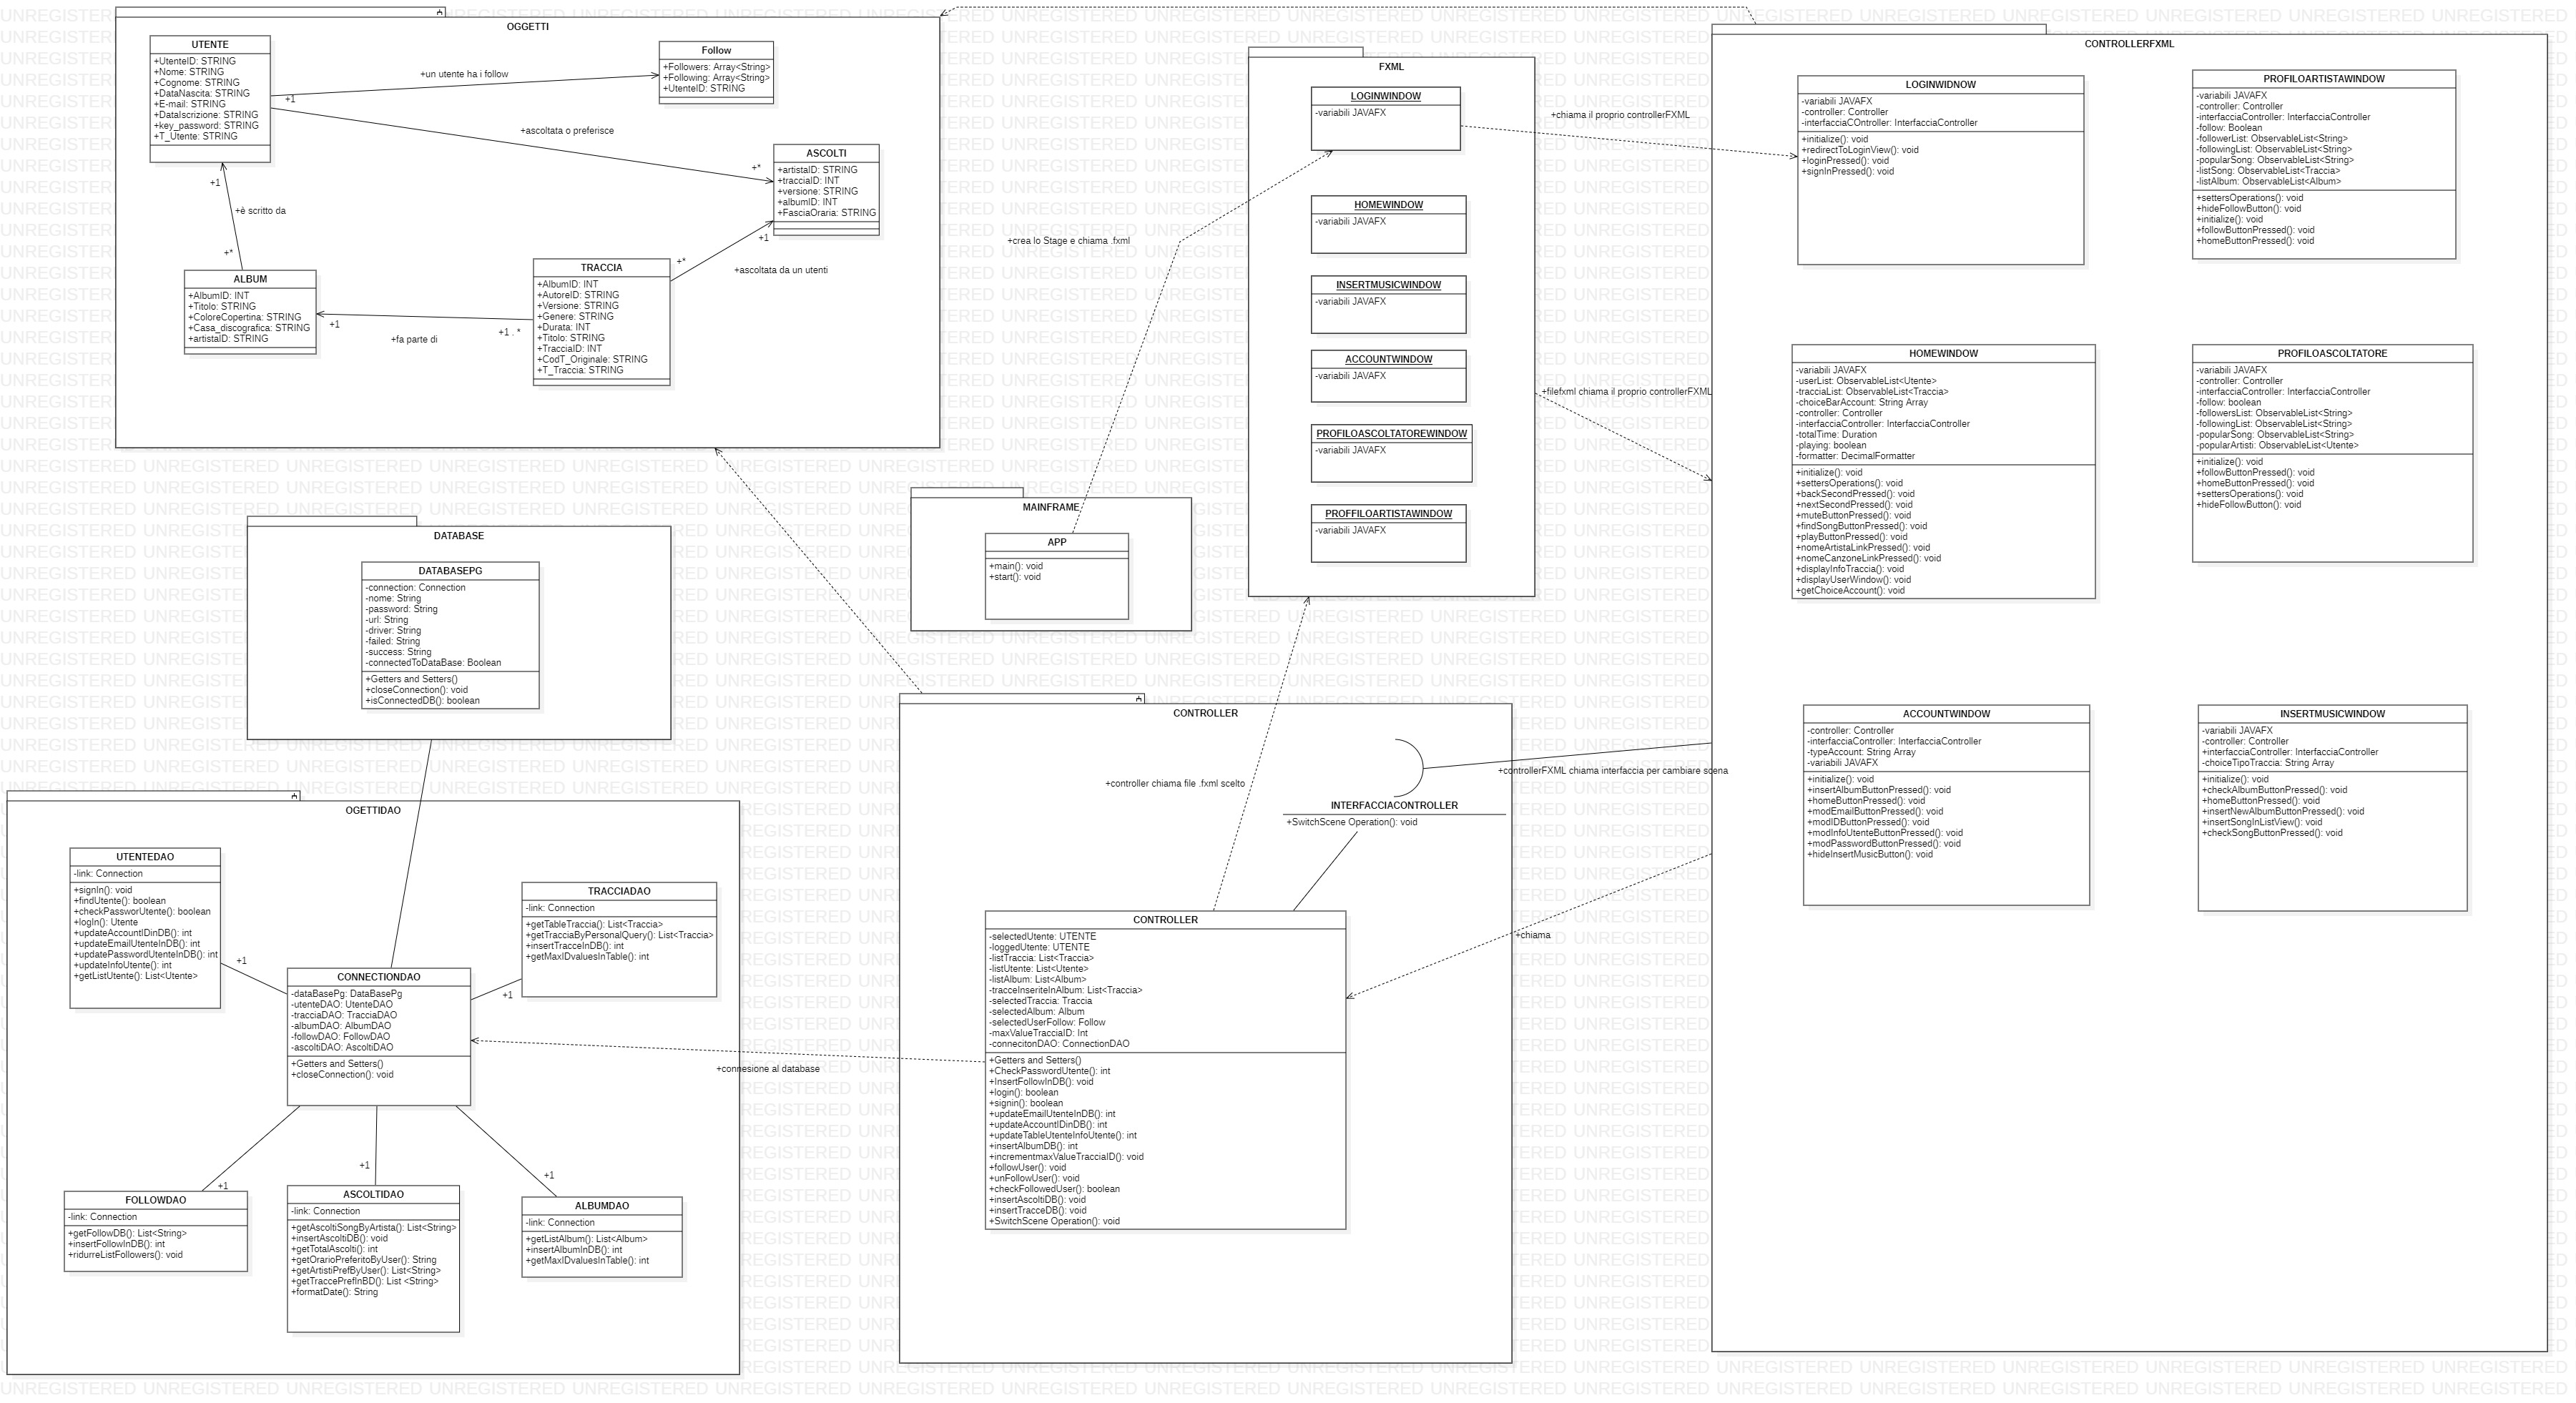 OGGETTI
UTENTE
+UtenteID: STRING
+Nome: STRING
+Cognome: STRING
+DataNascita: STRING
+E-mail: STRING
+DataIscrizione: STRING
+key_password: STRING
+T_Utente: STRING
+1
+un utente ha i follow
Follow
+Followers: Array<String>
+Following: Array<String>
+UtenteID: STRING
+ascoltata o preferisce
+*
ASCOLTI
+artistaID: STRING
+tracciaID: INT
+versione: STRING
+albumID: INT
+FasciaOraria: STRING
+1
+è scritto da
+*
ALBUM
+AlbumID: INT
+Titolo: STRING
+ColoreCopertina: STRING
+Casa_discografica: STRING
+artistaID: STRING
+1
+fa parte di
+1 . *
TRACCIA
+AlbumID: INT
+AutoreID: STRING
+Versione: STRING
+Genere: STRING
+Durata: INT
+Titolo: STRING
+TracciaID: INT
+CodT_Originale: STRING
+T_Traccia: STRING
+*
+1
+ascoltata da un utenti
DATABASE
DATABASEPG
-connection: Connection
-nome: String
-password: String
-url: String
-driver: String
-failed: String
-success: String
-connectedToDataBase: Boolean
+Getters and Setters()
+closeConnection(): void
+isConnectedDB(): boolean
OGETTIDAO
UTENTEDAO
-link: Connection
+signIn(): void
+findUtente(): boolean
+checkPassworUtente(): boolean
+logIn(): Utente
+updateAccountIDinDB(): int
+updateEmailUtenteInDB(): int
+updatePasswordUtenteInDB(): int
+updateInfoUtente(): int
+getListUtente(): List<Utente>
+1
TRACCIADAO
-link: Connection
+getTableTraccia(): List<Traccia>
+getTracciaByPersonalQuery(): List<Traccia>
+insertTracceInDB(): int
+getMaxIDvaluesInTable(): int
+1
CONNECTIONDAO
-dataBasePg: DataBasePg
-utenteDAO: UtenteDAO
-tracciaDAO: TracciaDAO
-albumDAO: AlbumDAO
-followDAO: FollowDAO
-ascoltiDAO: AscoltiDAO
+Getters and Setters()
+closeConnection(): void
+1
FOLLOWDAO
-link: Connection
+getFollowDB(): List<String>
+insertFollowInDB(): int
+ridurreListFollowers(): void
+1
ASCOLTIDAO
-link: Connection
+getAscoltiSongByArtista(): List<String>
+insertAscoltiDB(): void
+getTotalAscolti(): int
+getOrarioPreferitoByUser(): String
+getArtistiPrefByUser(): List<String>
+getTraccePrefInBD(): List <String>
+formatDate(): String
+1
ALBUMDAO
-link: Connection
+getListAlbum(): List<Album>
+insertAlbumInDB(): int
+getMaxIDvaluesInTable(): int
+connesione al database
MAINFRAME
APP
+main(): void
+start(): void
+crea lo Stage e chiama .fxml
FXML
LOGINWINDOW
-variabili JAVAFX
HOMEWINDOW
-variabili JAVAFX
INSERTMUSICWINDOW
-variabili JAVAFX
ACCOUNTWINDOW
-variabili JAVAFX
PROFILOASCOLTATOREWINDOW
-variabili JAVAFX
PROFFILOARTISTAWINDOW
-variabili JAVAFX
+chiama il proprio controllerFXML
+filefxml chiama il proprio controllerFXML
CONTROLLER
+controller chiama file .fxml scelto
+controllerFXML chiama interfaccia per cambiare scena
INTERFACCIACONTROLLER
+SwitchScene Operation(): void
+chiama
CONTROLLER
-selectedUtente: UTENTE
-loggedUtente: UTENTE
-listTraccia: List<Traccia>
-listUtente: List<Utente>
-listAlbum: List<Album>
-tracceInseriteInAlbum: List<Traccia>
-selectedTraccia: Traccia
-selectedAlbum: Album
-selectedUserFollow: Follow
-maxValueTracciaID: Int
-connecitonDAO: ConnectionDAO
+Getters and Setters()
+CheckPasswordUtente(): int
+InsertFollowInDB(): void
+login(): boolean
+signin(): boolean
+updateEmailUtenteInDB(): int
+updateAccountIDinDB(): int
+updateTableUtenteInfoUtente(): int
+insertAlbumDB(): int
+incrementmaxValueTracciaID(): void
+followUser(): void
+unFollowUser(): void
+checkFollowedUser(): boolean
+insertAscoltiDB(): void
+insertTracceDB(): void
+SwitchScene Operation(): void
CONTROLLERFXML
LOGINWIDNOW
-variabili JAVAFX
-controller: Controller
-interfacciaCOntroller: InterfacciaController
+initialize(): void
+redirectToLoginView(): void
+loginPressed(): void
+signInPressed(): void
PROFILOARTISTAWINDOW
-variabili JAVAFX
-controller: Controller
-interfacciaController: InterfacciaController
-follow: Boolean
-followerList: ObservableList<String>
-followingList: ObservableList<String>
-popularSong: ObservableList<String>
-listSong: ObservableList<Traccia>
-listAlbum: ObservableList<Album>
+settersOperations(): void
+hideFollowButton(): void
+initialize(): void
+followButtonPressed(): void
+homeButtonPressed(): void
HOMEWINDOW
-variabili JAVAFX
-userList: ObservableList<Utente>
-tracciaList: ObservableList<Traccia>
-choiceBarAccount: String Array
-controller: Controller
-interfacciaController: InterfacciaController
-totalTime: Duration
-playing: boolean
-formatter: DecimalFormatter
+initialize(): void
+settersOperations(): void
+backSecondPressed(): void
+nextSecondPressed(): void
+muteButtonPressed(): void
+findSongButtonPressed(): void
+playButtonPressed(): void
+nomeArtistaLinkPressed(): void
+nomeCanzoneLinkPressed(): void
+displayInfoTraccia(): void
+displayUserWindow(): void
+getChoiceAccount(): void
PROFILOASCOLTATORE
-variabili JAVAFX
-controller: Controller
-interfacciaController: InterfacciaController
-follow: boolean
-followersList: ObservableList<String>
-followingList: ObservableList<String>
-popularSong: ObservableList<String>
-popularArtisti: ObservableList<Utente>
+initialize(): void
+followButtonPressed(): void
+homeButtonPressed(): void
+settersOperations(): void
+hideFollowButton(): void
ACCOUNTWINDOW
-controller: Controller
-interfacciaController: InterfacciaController
-typeAccount: String Array
-variabili JAVAFX
+initialize(): void
+insertAlbumButtonPressed(): void
+homeButtonPressed(): void
+modEmailButtonPressed(): void
+modIDButtonPressed(): void
+modInfoUtenteButtonPressed(): void
+modPasswordButtonPressed(): void
+hideInsertMusicButton(): void
INSERTMUSICWINDOW
-variabili JAVAFX
-controller: Controller
+interfacciaController: InterfacciaController
-choiceTipoTraccia: String Array
+initialize(): void
+checkAlbumButtonPressed(): void
+homeButtonPressed(): void
+insertNewAlbumButtonPressed(): void
+insertSongInListView(): void
+checkSongButtonPressed(): void